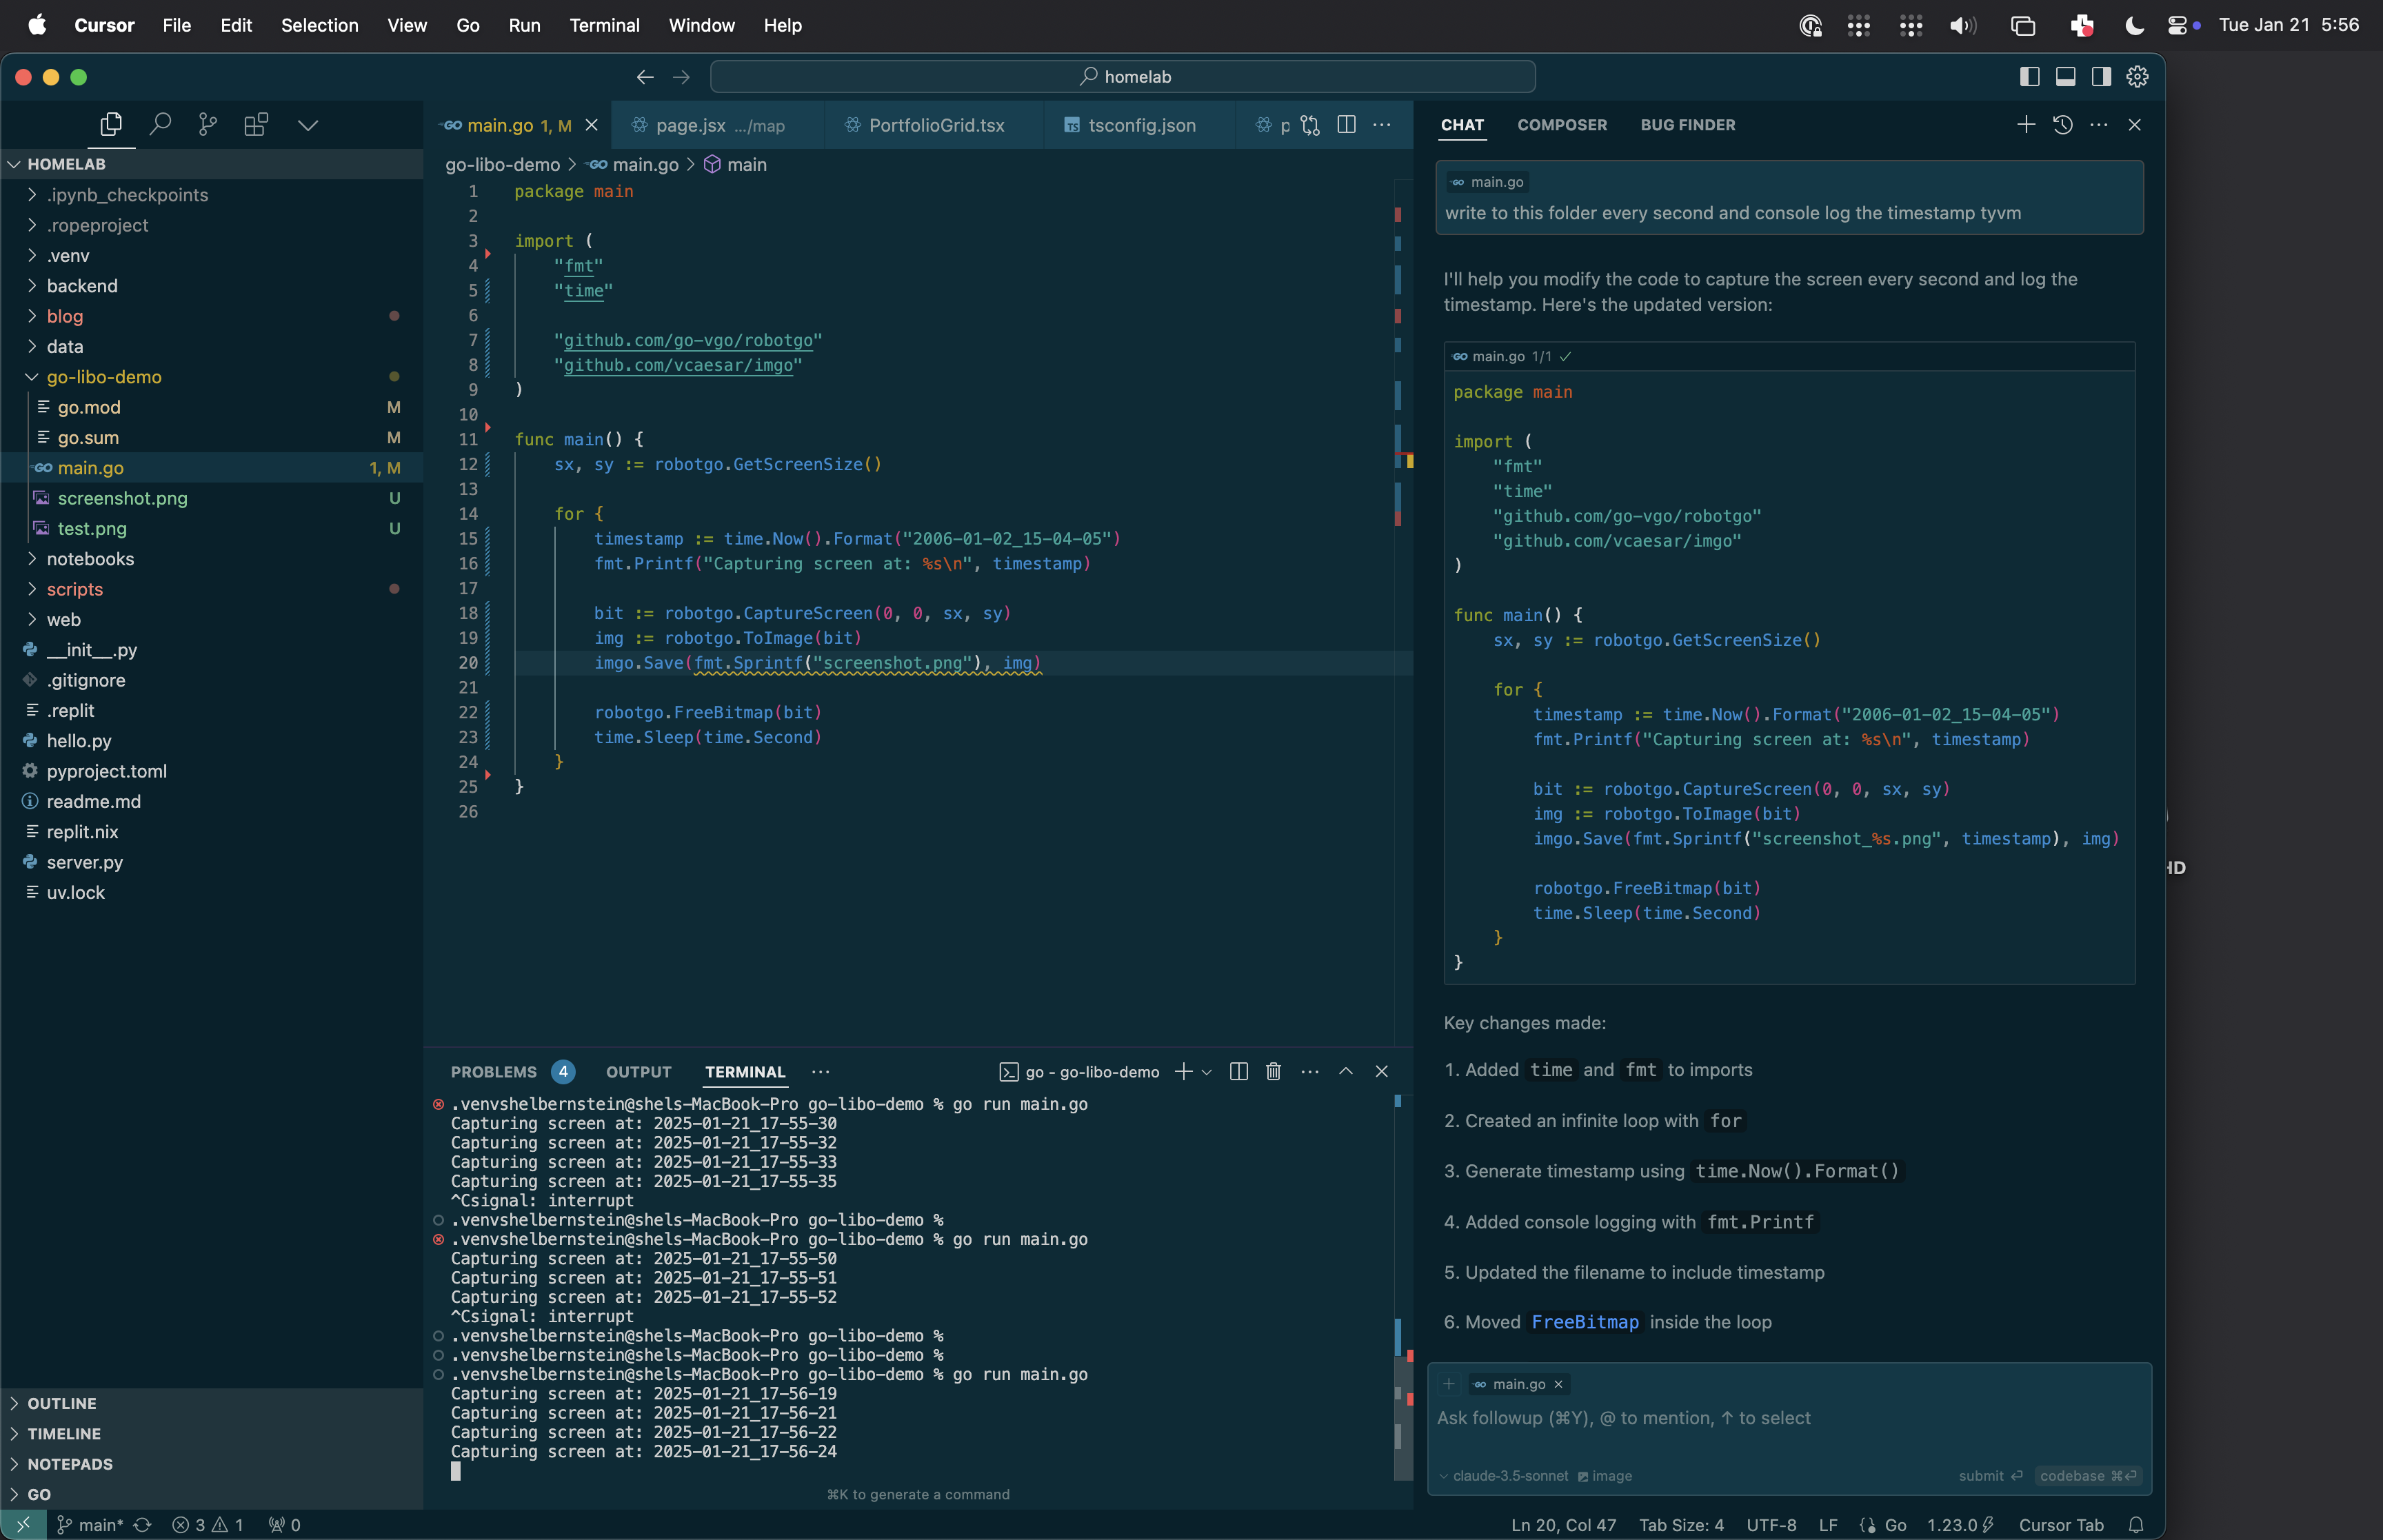 Cursor File Edit Selection View Go Run Terminal Window Help Tue Jan 21 5:56
homelab
HOMELAB
.ipynb_checkpoints
.ropeproject
.venv
backend
blog
data
go-libo-demo
go.mod M
go.sum M
main.go 1, M
screenshot.png U
test.png U
notebooks
scripts
web
__init__.py
.gitignore
.replit
hello.py
pyproject.toml
readme.md
replit.nix
server.py
uv.lock
OUTLINE
TIMELINE
NOTEPADS
GO
main.go 1, M page.jsx .../map PortfolioGrid.tsx TS tsconfig.json p
go-libo-demo > main.go > main
1 package main
2
3 import (
4 "fmt"
5 "time"
6
7 "github.com/go-vgo/robotgo"
8 "github.com/vcaesar/imgo"
9 )
10
11 func main() {
12 sx, sy := robotgo.GetScreenSize()
13
14 for {
15 timestamp := time.Now().Format("2006-01-02_15-04-05")
16 fmt.Printf("Capturing screen at: %s\n", timestamp)
17
18 bit := robotgo.CaptureScreen(0, 0, sx, sy)
19 img := robotgo.ToImage(bit)
20 imgo.Save(fmt.Sprintf("screenshot.png"), img)
21
22 robotgo.FreeBitmap(bit)
23 time.Sleep(time.Second)
24 }
25 }
26
PROBLEMS 4 OUTPUT TERMINAL go - go-libo-demo
.venvshelbernstein@shels-MacBook-Pro go-libo-demo % go run main.go
Capturing screen at: 2025-01-21_17-55-30
Capturing screen at: 2025-01-21_17-55-32
Capturing screen at: 2025-01-21_17-55-33
Capturing screen at: 2025-01-21_17-55-35
^Csignal: interrupt
.venvshelbernstein@shels-MacBook-Pro go-libo-demo %
.venvshelbernstein@shels-MacBook-Pro go-libo-demo % go run main.go
Capturing screen at: 2025-01-21_17-55-50
Capturing screen at: 2025-01-21_17-55-51
Capturing screen at: 2025-01-21_17-55-52
^Csignal: interrupt
.venvshelbernstein@shels-MacBook-Pro go-libo-demo %
.venvshelbernstein@shels-MacBook-Pro go-libo-demo %
.venvshelbernstein@shels-MacBook-Pro go-libo-demo % go run main.go
Capturing screen at: 2025-01-21_17-56-19
Capturing screen at: 2025-01-21_17-56-21
Capturing screen at: 2025-01-21_17-56-22
Capturing screen at: 2025-01-21_17-56-24
⌘K to generate a command
CHAT COMPOSER BUG FINDER
main.go
write to this folder every second and console log the timestamp tyvm
I'll help you modify the code to capture the screen every second and log the
timestamp. Here's the updated version:
main.go 1/1
package main
import (
"fmt"
"time"
"github.com/go-vgo/robotgo"
"github.com/vcaesar/imgo"
)
func main() {
sx, sy := robotgo.GetScreenSize()
for {
timestamp := time.Now().Format("2006-01-02_15-04-05")
fmt.Printf("Capturing screen at: %s\n", timestamp)
bit := robotgo.CaptureScreen(0, 0, sx, sy)
img := robotgo.ToImage(bit)
imgo.Save(fmt.Sprintf("screenshot_%s.png", timestamp), img)
robotgo.FreeBitmap(bit)
time.Sleep(time.Second)
}
}
Key changes made:
1. Added time and fmt to imports
2. Created an infinite loop with for
3. Generate timestamp using time.Now().Format()
4. Added console logging with fmt.Printf
5. Updated the filename to include timestamp
6. Moved FreeBitmap inside the loop
main.go
Ask followup (⌘Y), @ to mention, ↑ to select
claude-3.5-sonnet image submit ⏎ codebase ⌘⏎
HD
main* 3 1 0 Ln 20, Col 47 Tab Size: 4 UTF-8 LF Go 1.23.0 Cursor Tab